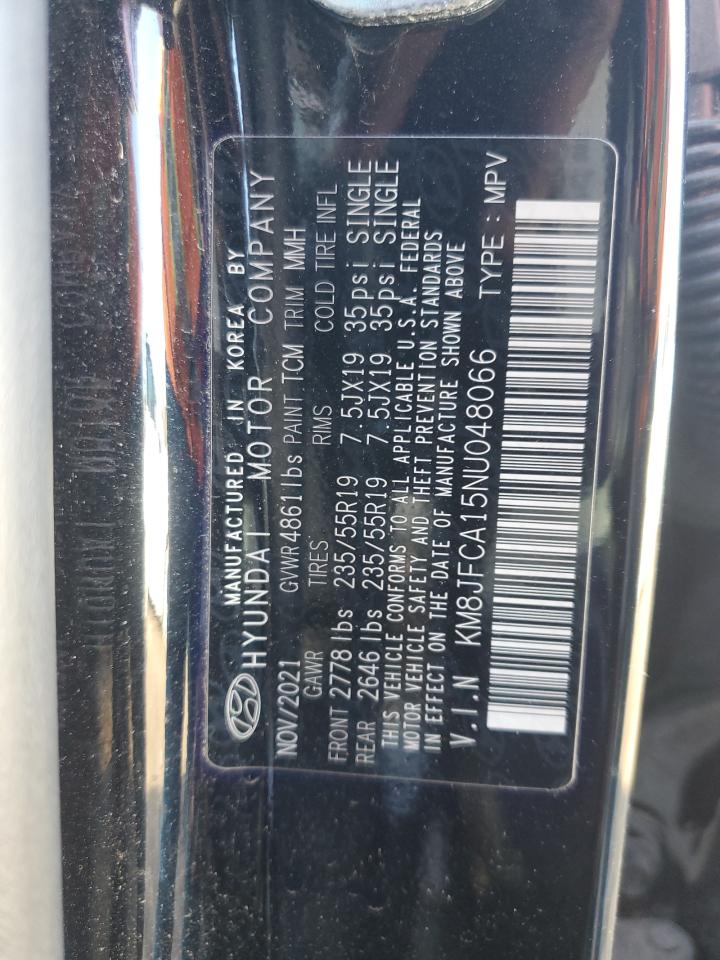 MANUFACTURED IN KOREA BY
HYUNDAI MOTOR COMPANY
NOV/2021 GVWR 4861 lbs PAINT TCM TRIM MMH
GAWR TIRES RIMS COLD TIRE INFL
FRONT 2778 lbs 235/55R19 7.5JX19 35psi SINGLE
REAR 2646 lbs 235/55R19 7.5JX19 35psi SINGLE
THIS VEHICLE CONFORMS TO ALL APPLICABLE U.S.A. FEDERAL
MOTOR VEHICLE SAFETY AND THEFT PREVENTION STANDARDS
IN EFFECT ON THE DATE OF MANUFACTURE SHOWN ABOVE
V.I.N KM8JFCA15NU048066 TYPE : MPV